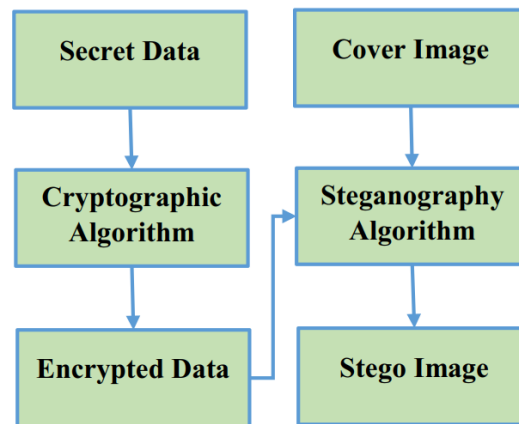 Secret Data
Cover Image
Cryptographic
Algorithm
Steganography
Algorithm
Encrypted Data
Stego Image